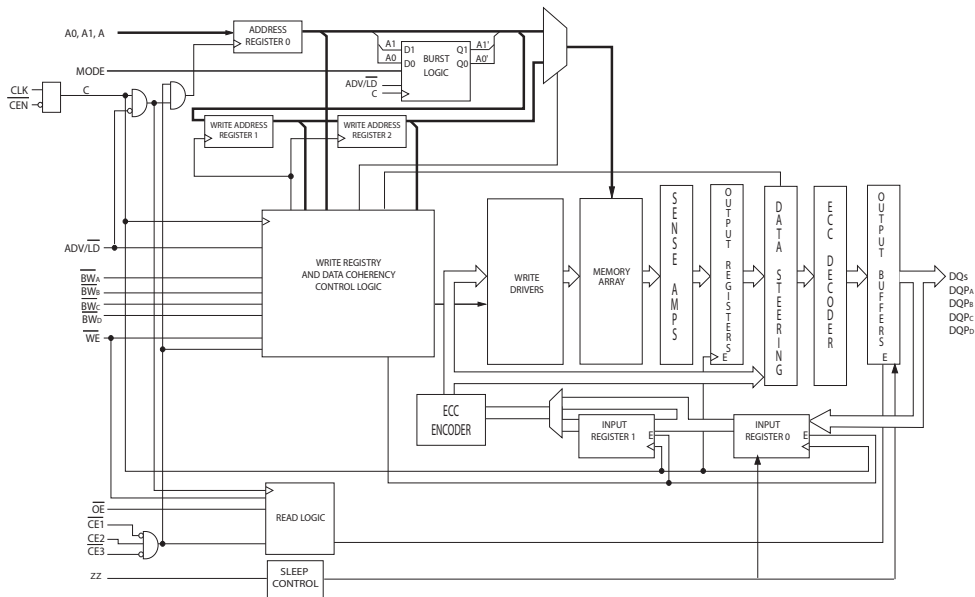 A0, A1, A
ADDRESS
REGISTER 0
A1
A0
D1
D0
BURST
LOGIC
Q1
Q0
A1'
A0'
MODE
ADV/LD
C
CLK
CEN
C
WRITE ADDRESS
REGISTER 1
WRITE ADDRESS
REGISTER 2
ADV/LD
BWA
BWB
BWC
BWD
WE
WRITE REGISTRY
AND DATA COHERENCY
CONTROL LOGIC
WRITE
DRIVERS
MEMORY
ARRAY
SENSE AMPS
OUTPUT REGISTERS
E
DATA STEERING
ECC DECODER
OUTPUT BUFFERS
E
DQs
DQPA
DQPB
DQPC
DQPD
ECC
ENCODER
INPUT
REGISTER 1
E
INPUT
REGISTER 0
E
OE
CE1
CE2
CE3
READ LOGIC
ZZ
SLEEP
CONTROL